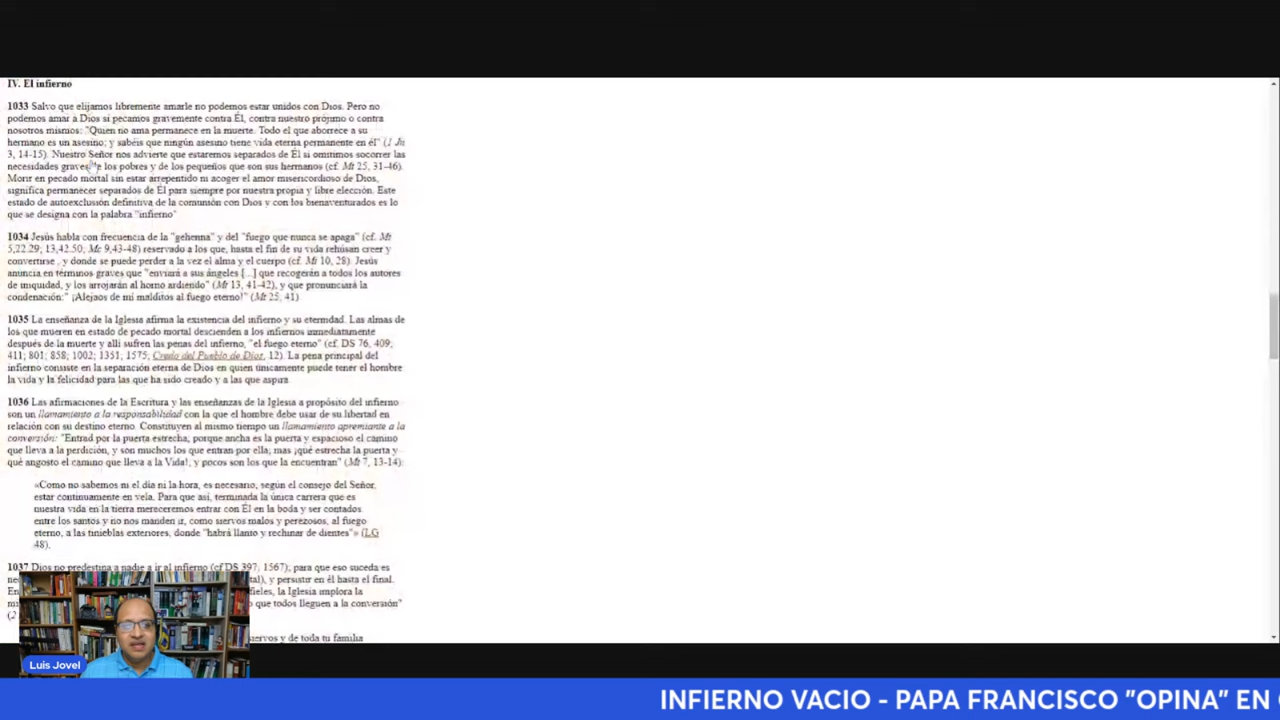 IV. El infierno
1033 Salvo que elijamos libremente amarle no podemos estar unidos con Dios. Pero no
podemos amar a Dios si pecamos gravemente contra Él, contra nuestro prójimo o contra
nosotros mismos: "Quien no ama permanece en la muerte. Todo el que aborrece a su
hermano es un asesino; y sabéis que ningún asesino tiene vida eterna permanente en él" (1 Jn
3, 14-15). Nuestro Señor nos advierte que estaremos separados de Él si omitimos socorrer las
necesidades graves de los pobres y de los pequeños que son sus hermanos (cf. Mt 25, 31-46).
Morir en pecado mortal sin estar arrepentido ni acoger el amor misericordioso de Dios,
significa permanecer separados de Él para siempre por nuestra propia y libre elección. Este
estado de autoexclusión definitiva de la comunión con Dios y con los bienaventurados es lo
que se designa con la palabra "infierno"
1034 Jesús habla con frecuencia de la "gehenna" y del "fuego que nunca se apaga" (cf. Mt
5,22.29; 13,42.50; Mc 9,43-48) reservado a los que, hasta el fin de su vida rehúsan creer y
convertirse , y donde se puede perder a la vez el alma y el cuerpo (cf. Mt 10, 28). Jesús
anuncia en términos graves que "enviará a sus ángeles [...] que recogerán a todos los autores
de iniquidad, y los arrojarán al horno ardiendo" (Mt 13, 41-42), y que pronunciará la
condenación:" ¡Alejaos de mí malditos al fuego eterno!" (Mt 25, 41)
1035 La enseñanza de la Iglesia afirma la existencia del infierno y su eternidad. Las almas de
los que mueren en estado de pecado mortal descienden a los infiernos inmediatamente
después de la muerte y allí sufren las penas del infierno, "el fuego eterno" (cf. DS 76; 409;
411; 801; 858; 1002; 1351; 1575; Credo del Pueblo de Dios, 12). La pena principal del
infierno consiste en la separación eterna de Dios en quien únicamente puede tener el hombre
la vida y la felicidad para las que ha sido creado y a las que aspira
1036 Las afirmaciones de la Escritura y las enseñanzas de la Iglesia a propósito del infierno
son un llamamiento a la responsabilidad con la que el hombre debe usar de su libertad en
relación con su destino eterno. Constituyen al mismo tiempo un llamamiento apremiante a la
conversión: "Entrad por la puerta estrecha; porque ancha es la puerta y espacioso el camino
que lleva a la perdición, y son muchos los que entran por ella; mas ¡qué estrecha la puerta y
qué angosto el camino que lleva a la Vida!; y pocos son los que la encuentran" (Mt 7, 13-14):
«Como no sabemos ni el día ni la hora, es necesario, según el consejo del Señor,
estar continuamente en vela. Para que así, terminada la única carrera que es
nuestra vida en la tierra mereceremos entrar con Él en la boda y ser contados
entre los santos y no nos manden ir, como siervos malos y perezosos, al fuego
eterno, a las tinieblas exteriores, donde "habrá llanto y rechinar de dientes"» (LG
48).
1037 Dios no predestina a nadie a ir al infierno (cf DS 397; 1567); para que eso suceda es
tal), y persistir en él hasta el final.
fieles, la Iglesia implora la
que todos lleguen a la conversión"
(2
siervos y de toda tu familia
Luis Jovel
INFIERNO VACIO - PAPA FRANCISCO "OPINA" EN